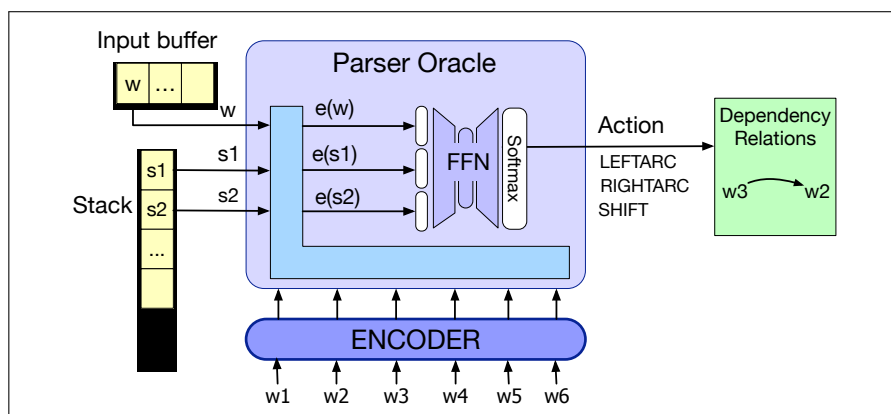 Input buffer
w ...
w
Parser Oracle
e(w)
s1
e(s1)
s2
e(s2)
FFN
Softmax
Stack
s1
s2
...
Action
LEFTARC
RIGHTARC
SHIFT
Dependency
Relations
w3 w2
ENCODER
w1 w2 w3 w4 w5 w6